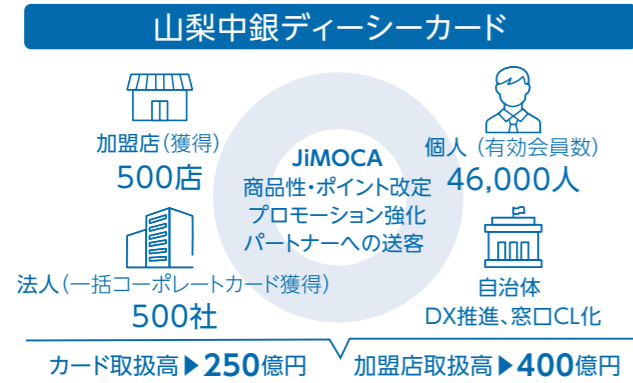 山梨中銀ディーシーカード
加盟店(獲得)
500店
個人(有効会員数)
46,000人
JiMOCA
商品性・ポイント改定
プロモーション強化
パートナーへの送客
法人(一括コーポレートカード獲得)
500社
自治体
DX推進、窓口CL化
カード取扱高▶250億円
加盟店取扱高▶400億円